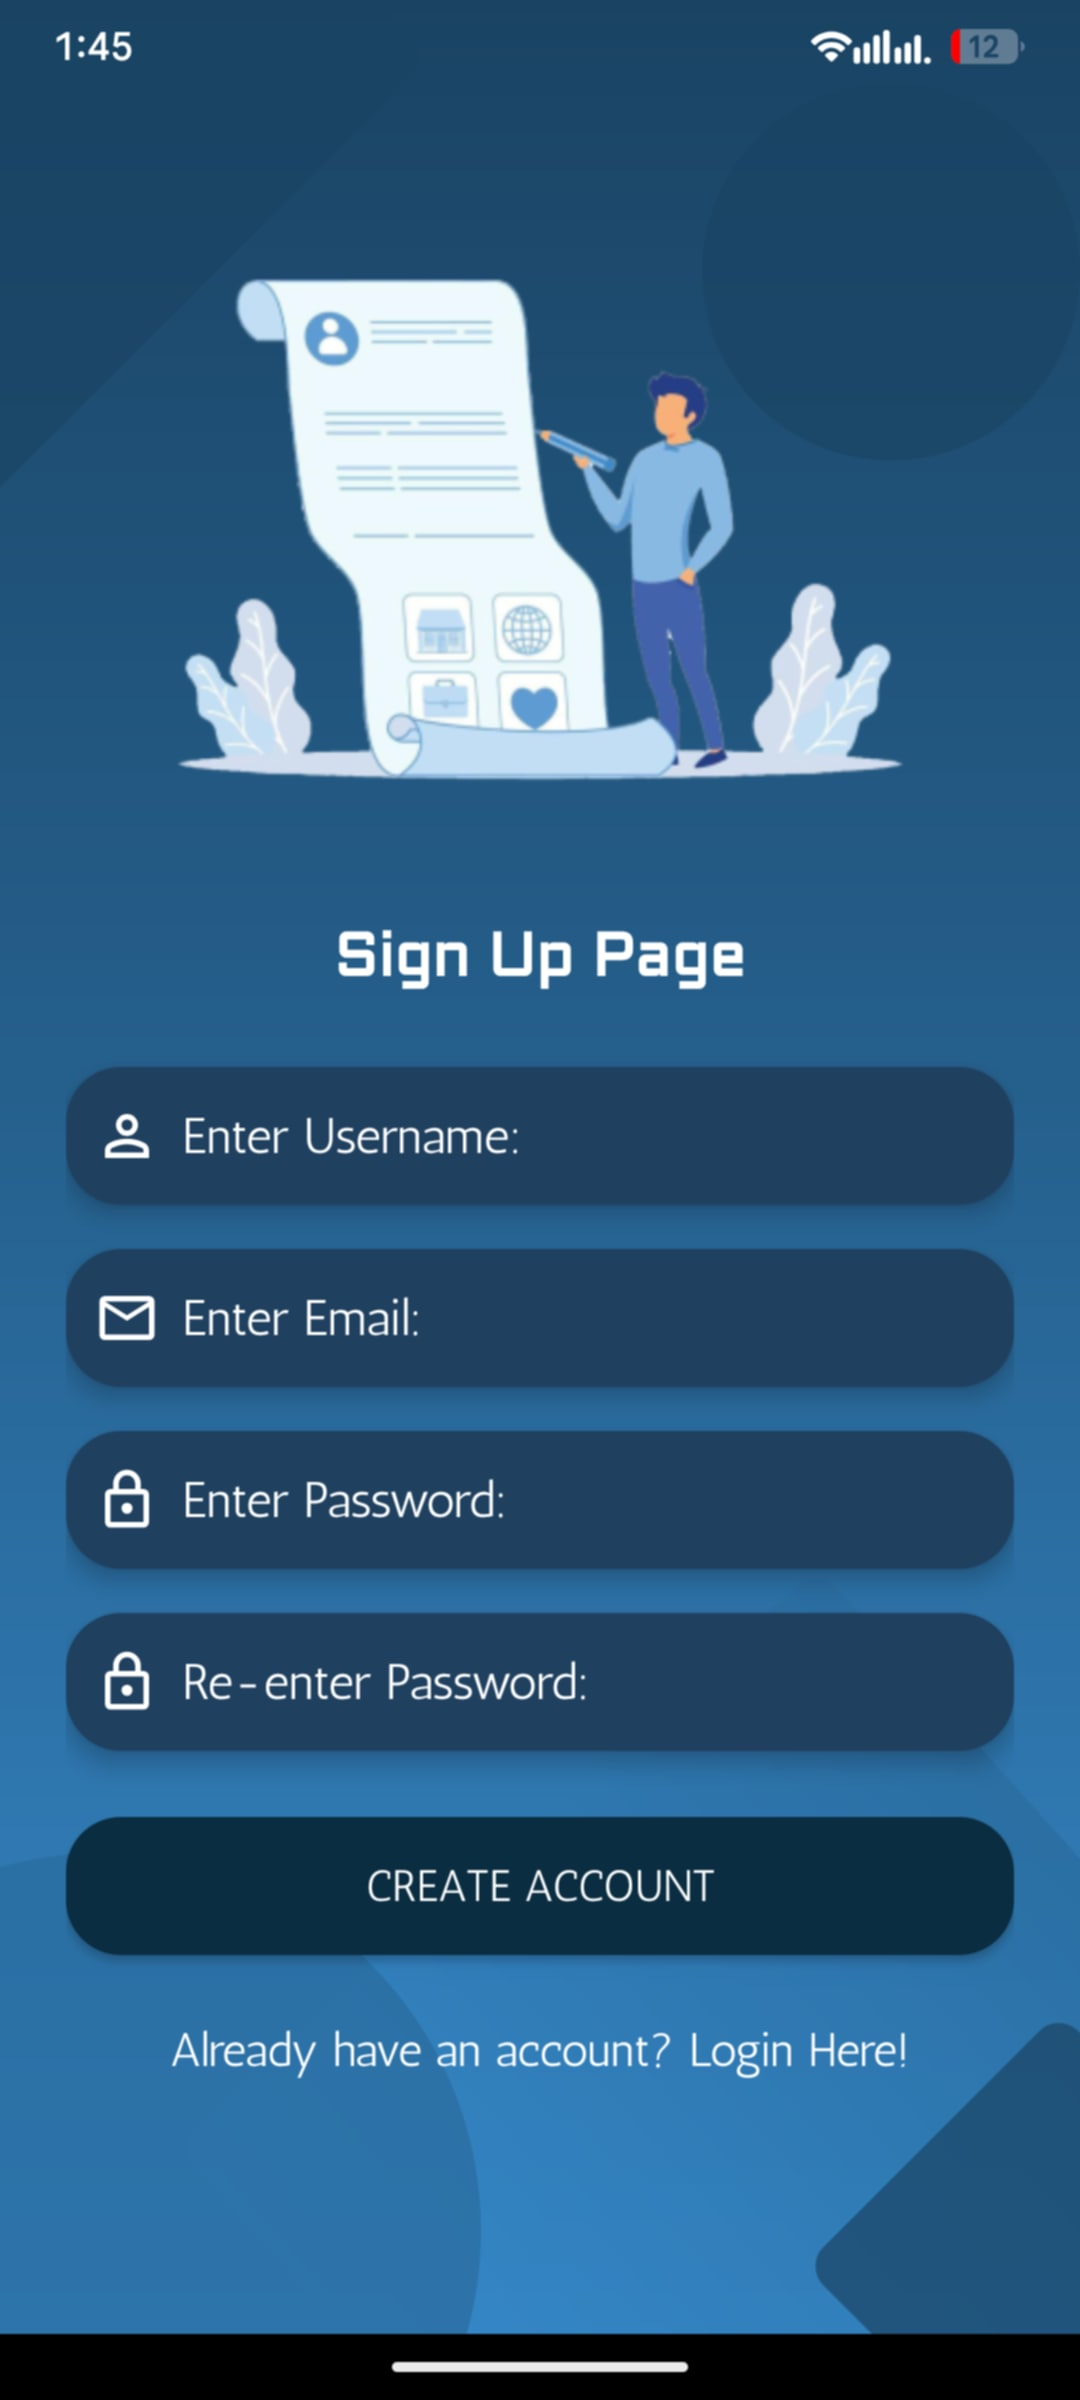 1:45
12
Sign Up Page
Enter Username:
Enter Email:
Enter Password:
Re-enter Password:
CREATE ACCOUNT
Already have an account? Login Here!